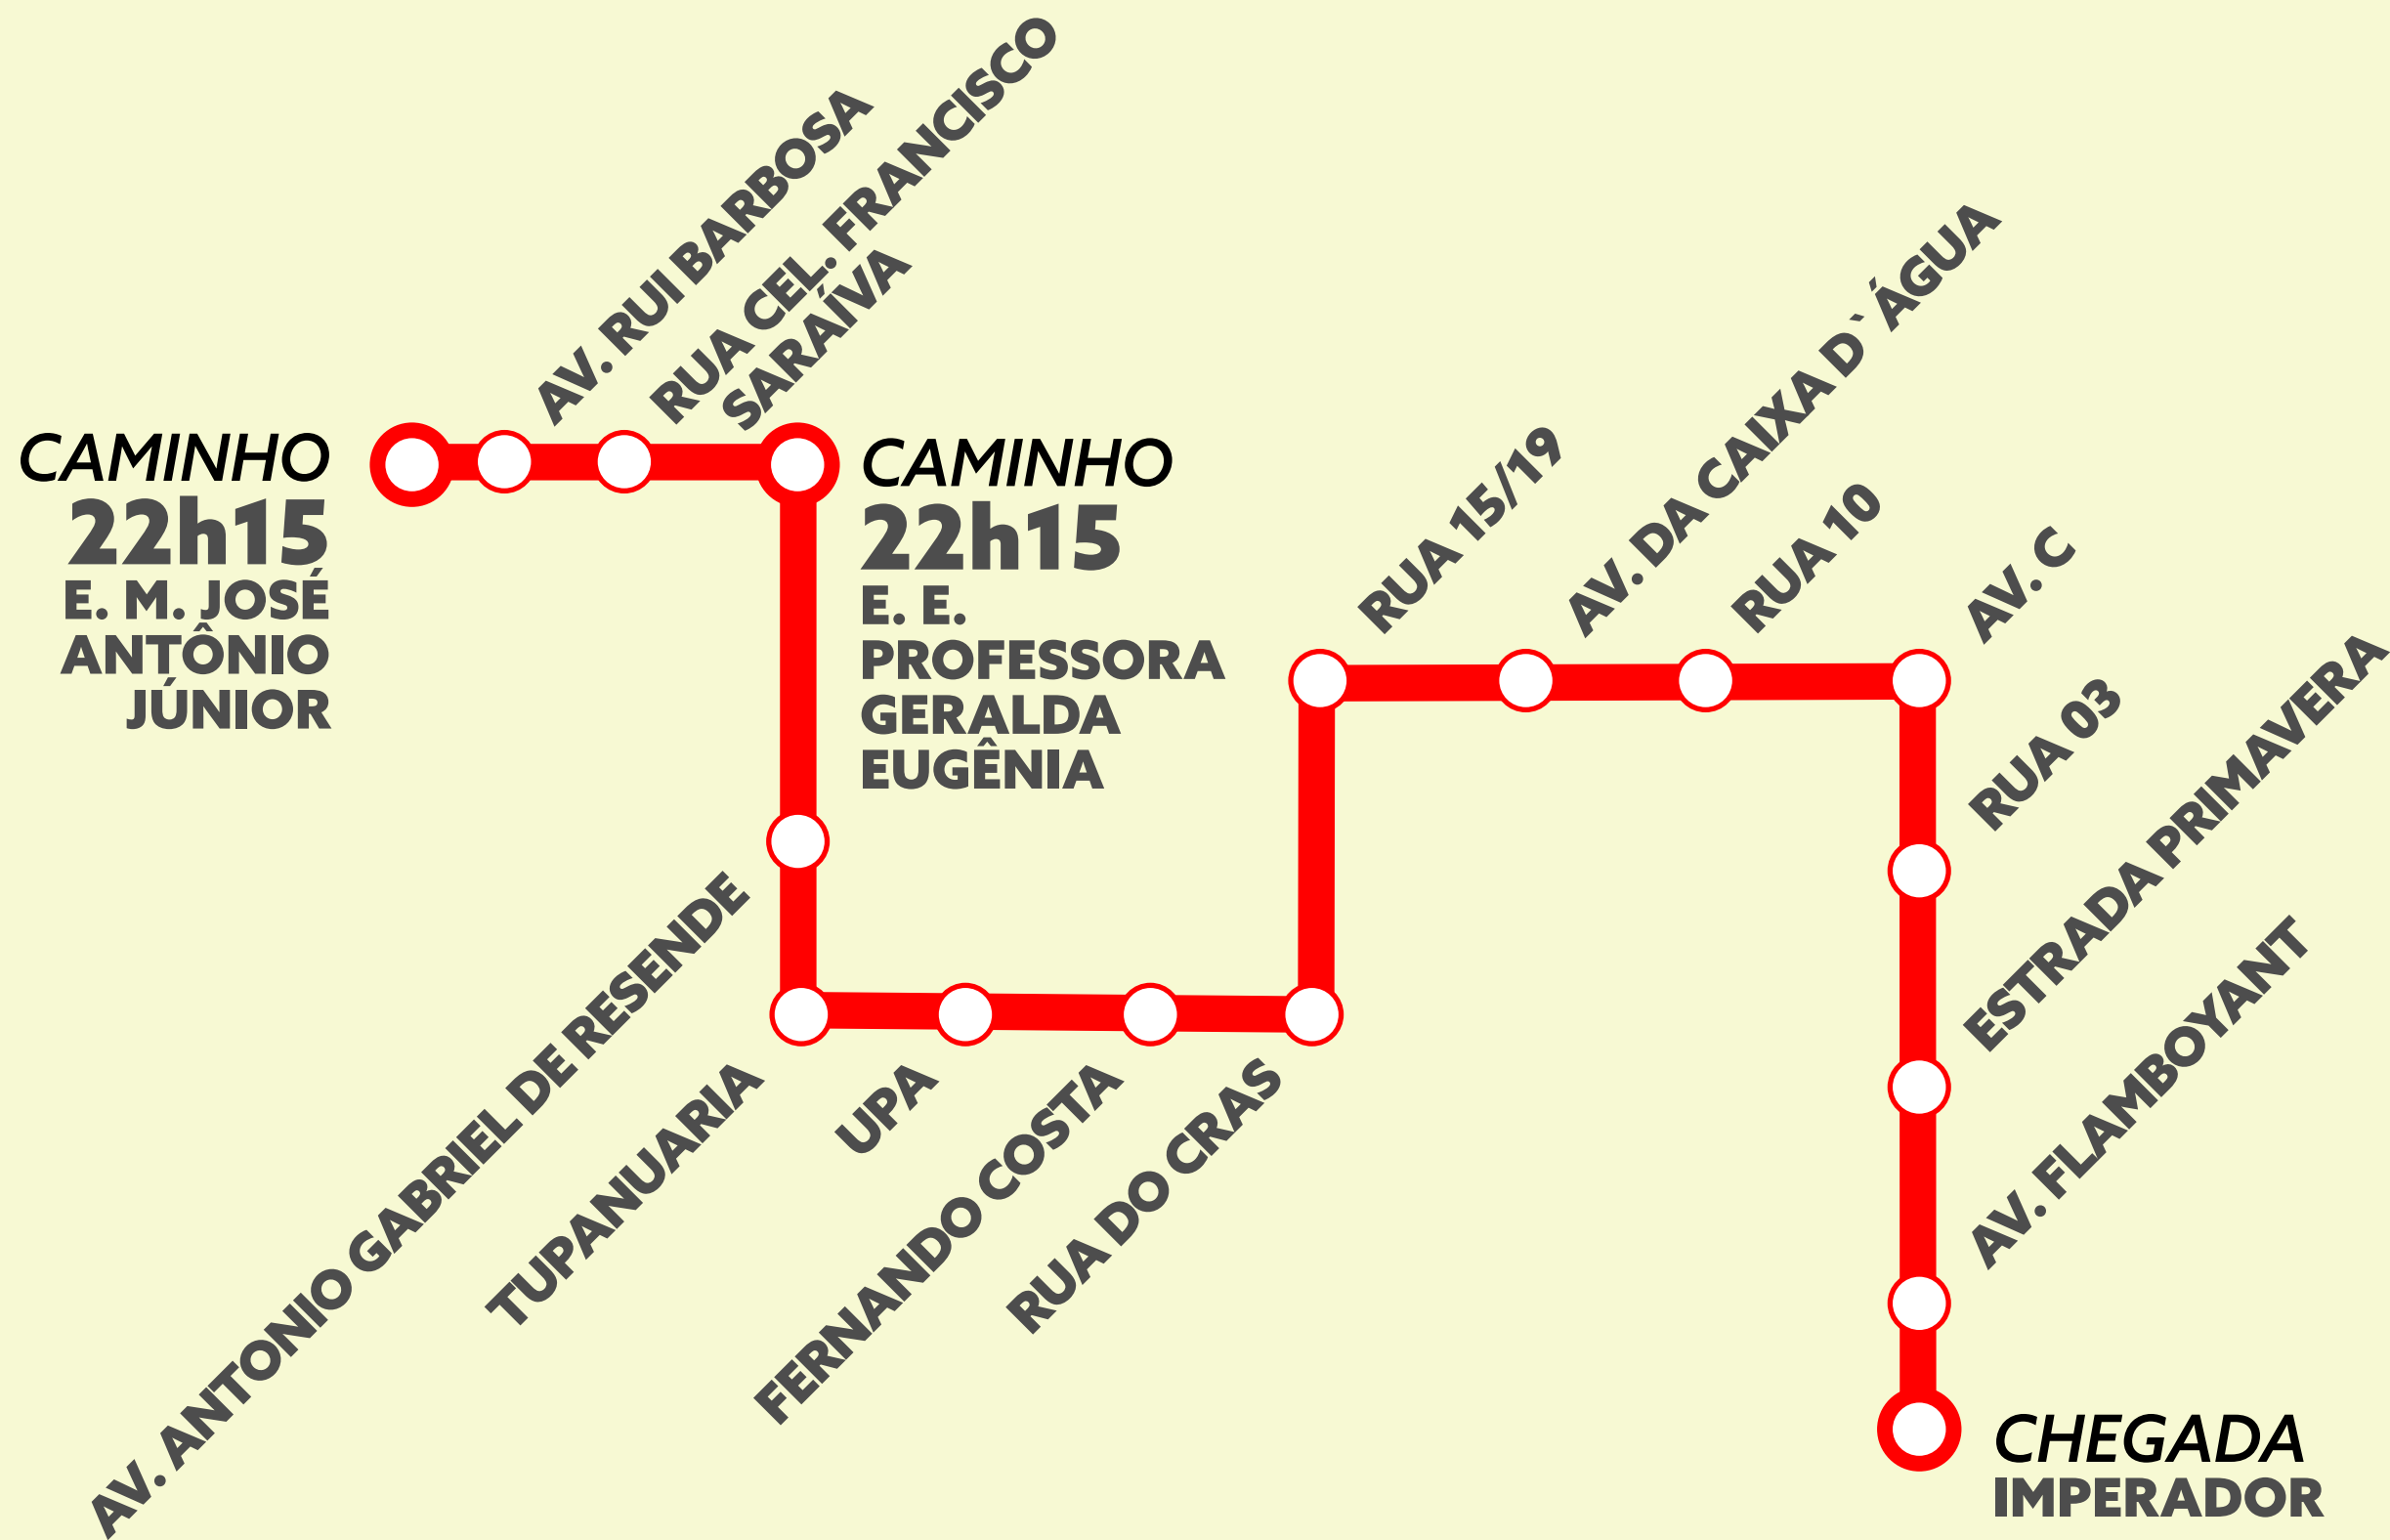 CAMINHO
22h15
E. M. JOSÉ
ANTÔNIO
JÚNIOR
AV. RUI BARBOSA
RUA CEL. FRANCISCO
SARAÍVA
CAMINHO
22h15
E. E.
PROFESSORA
GERALDA
EUGÊNIA
AV. ANTONIO GABRIEL DE RESENDE
TUPANUARIA
UPA
FERNANDO COSTA
RUA DO CRAS
RUA 15/19
AV. DA CAIXA D`ÁGUA
RUA 10
AV. C
RUA 03
ESTRADA PRIMAVERA
AV. FLAMBOYANT
CHEGADA
IMPERADOR